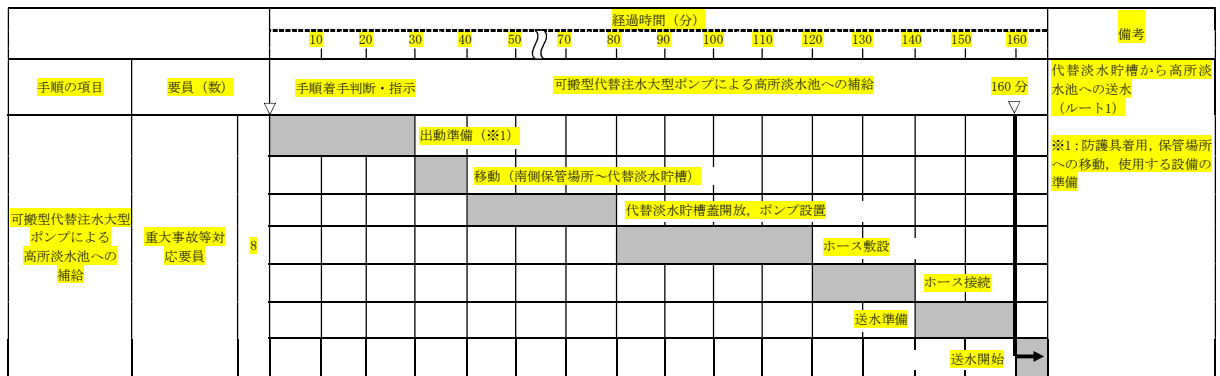 経過時間（分）
備考
10 20 30 40 50 70 80 90 100 110 120 130 140 150 160
手順の項目
要員（数）
手順着手判断・指示
可搬型代替注水大型ポンプによる高所淡水池への補給
160 分
代替淡水貯槽から高所淡
水池への送水
（ルート1）
※1：防護具着用，保管場所
への移動，使用する設備の
準備
可搬型代替注水大型
ポンプによる
高所淡水池への
補給
重大事故等対
応要員
8
出動準備（※1）
移動（南側保管場所～代替淡水貯槽）
代替淡水貯槽蓋開放，ポンプ設置
ホース敷設
ホース接続
送水準備
送水開始